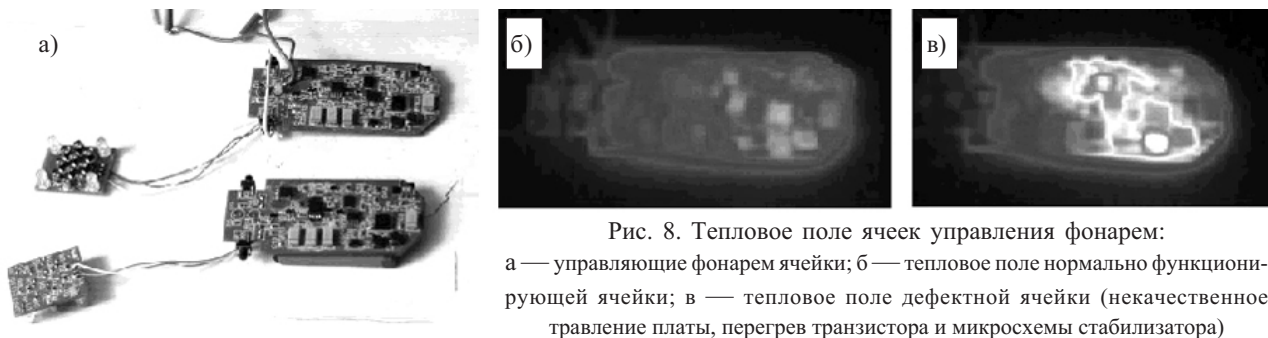 а)
б)
в)
Рис. 8. Тепловое поле ячеек управления фонарем:
а — управляющие фонарем ячейки; б — тепловое поле нормально функциони-
рующей ячейки; в — тепловое поле дефектной ячейки (некачественное
травление платы, перегрев транзистора и микросхемы стабилизатора)